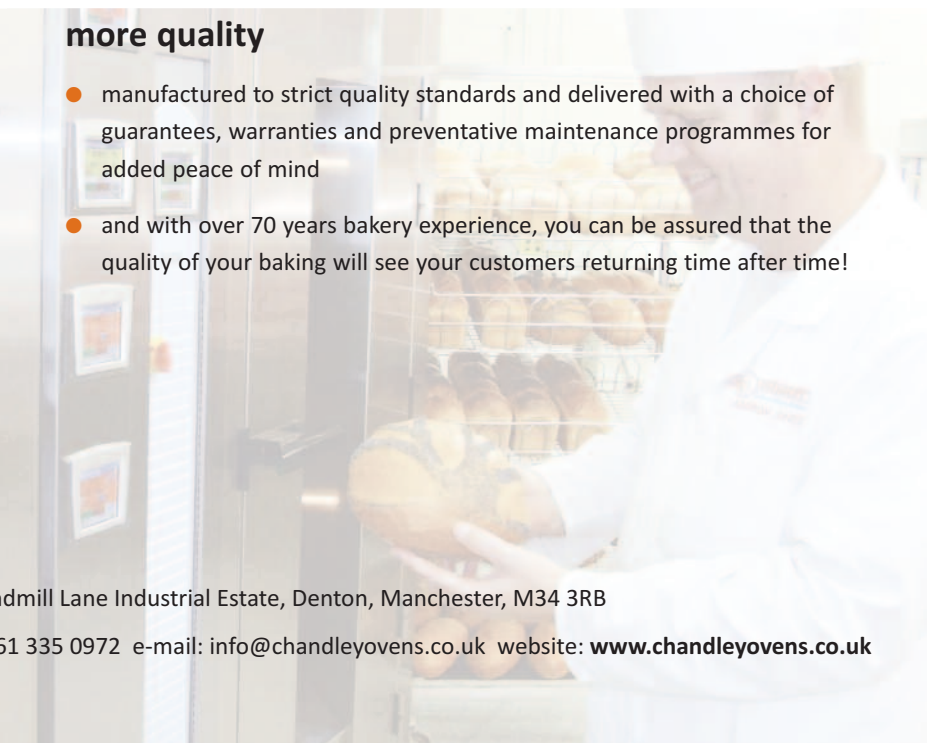 more quality
● manufactured to strict quality standards and delivered with a choice of
guarantees, warranties and preventative maintenance programmes for
added peace of mind
● and with over 70 years bakery experience, you can be assured that the
quality of your baking will see your customers returning time after time!
admill Lane Industrial Estate, Denton, Manchester, M34 3RB
61 335 0972 e-mail: info@chandleyovens.co.uk website: www.chandleyovens.co.uk